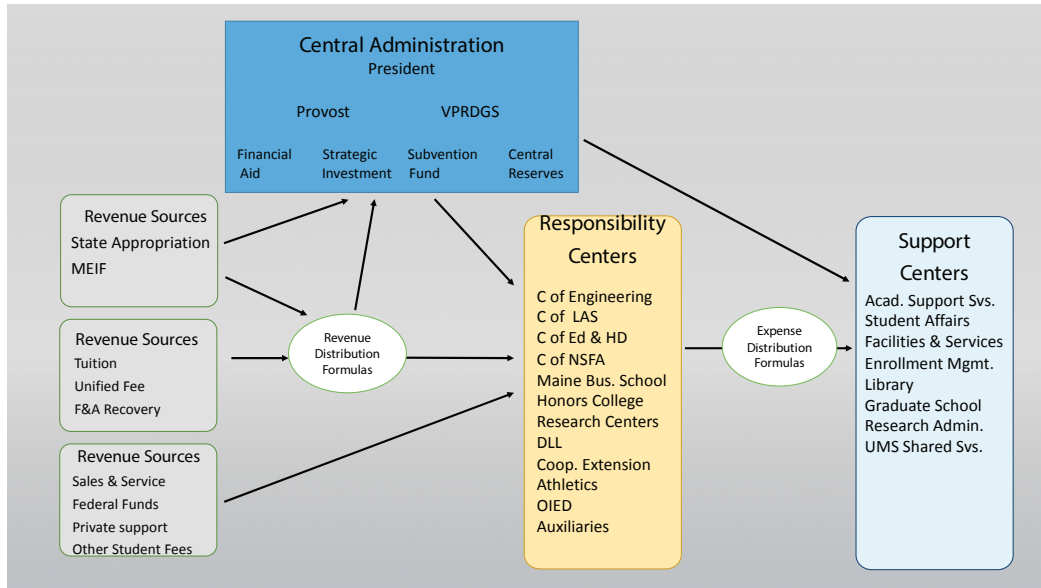 Central Administration
President
Provost VPRDGS
Financial Aid
Strategic Investment
Subvention Fund
Central Reserves
Revenue Sources
State Appropriation
MEIF
Revenue Sources
Tuition
Unified Fee
F&A Recovery
Revenue Sources
Sales & Service
Federal Funds
Private support
Other Student Fees
Revenue
Distribution
Formulas
Responsibility
Centers
C of Engineering
C of LAS
C of Ed & HD
C of NSFA
Maine Bus. School
Honors College
Research Centers
DLL
Coop. Extension
Athletics
OIED
Auxiliaries
Expense
Distribution
Formulas
Support
Centers
Acad. Support Svs.
Student Affairs
Facilities & Services
Enrollment Mgmt.
Library
Graduate School
Research Admin.
UMS Shared Svs.